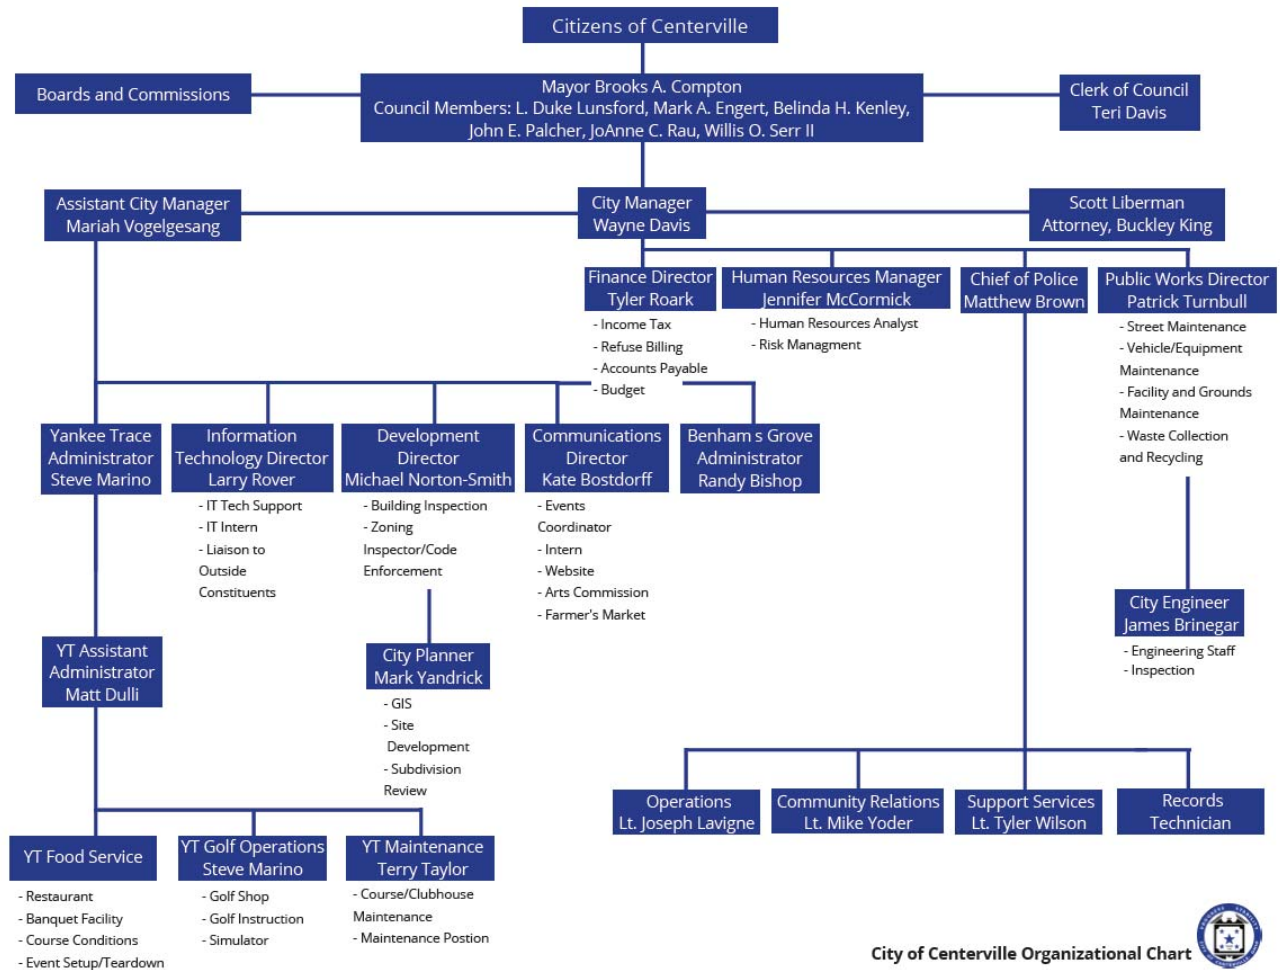 Citizens of Centerville
Boards and Commissions
Mayor Brooks A. Compton
Council Members: L. Duke Lunsford, Mark A. Engert, Belinda H. Kenley,
John E. Palcher, JoAnne C. Rau, Willis O. Serr II
Clerk of Council
Teri Davis
Assistant City Manager
Mariah Vogelgesang
City Manager
Wayne Davis
Scott Liberman
Attorney, Buckley King
Finance Director
Tyler Roark
- Income Tax
- Refuse Billing
- Accounts Payable
- Budget
Human Resources Manager
Jennifer McCormick
- Human Resources Analyst
- Risk Managment
Chief of Police
Matthew Brown
Public Works Director
Patrick Turnbull
- Street Maintenance
- Vehicle/Equipment
Maintenance
- Facility and Grounds
Maintenance
- Waste Collection
and Recycling
Yankee Trace
Administrator
Steve Marino
Information
Technology Director
Larry Rover
- IT Tech Support
- IT Intern
- Liaison to
Outside
Constituents
Development
Director
Michael Norton-Smith
- Building Inspection
- Zoning
Inspector/Code
Enforcement
Communications
Director
Kate Bostdorff
- Events
Coordinator
- Intern
- Website
- Arts Commission
- Farmer's Market
Benham s Grove
Administrator
Randy Bishop
City Engineer
James Brinegar
- Engineering Staff
- Inspection
YT Assistant
Administrator
Matt Dulli
City Planner
Mark Yandrick
- GIS
- Site
Development
- Subdivision
Review
Operations
Lt. Joseph Lavigne
Community Relations
Lt. Mike Yoder
Support Services
Lt. Tyler Wilson
Records
Technician
YT Food Service
- Restaurant
- Banquet Facility
- Course Conditions
- Event Setup/Teardown
YT Golf Operations
Steve Marino
- Golf Shop
- Golf Instruction
- Simulator
YT Maintenance
Terry Taylor
- Course/Clubhouse
Maintenance
- Maintenance Postion
City of Centerville Organizational Chart